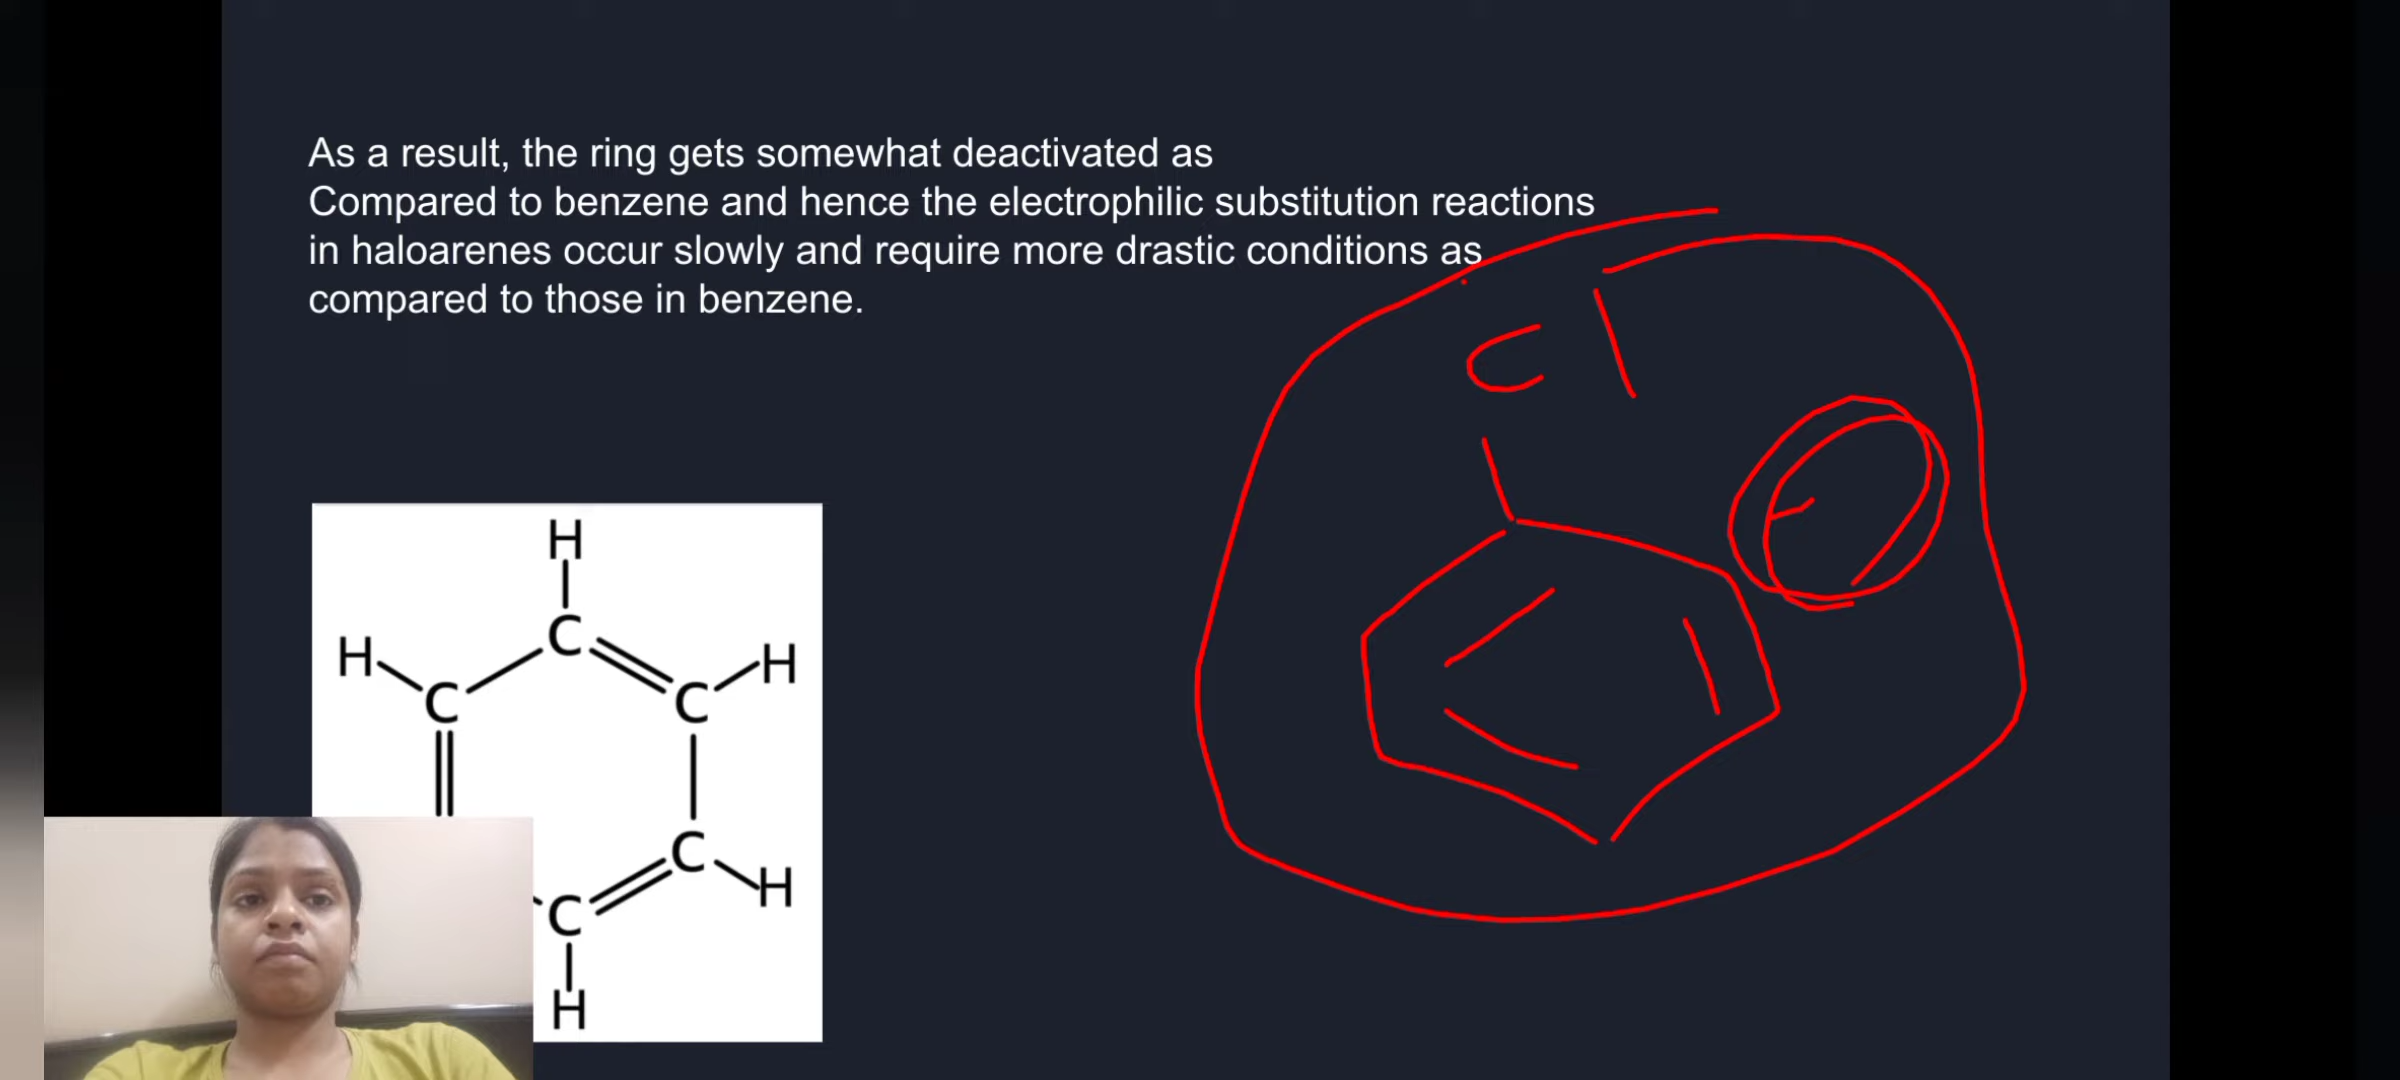 As a result, the ring gets somewhat deactivated as
Compared to benzene and hence the electrophilic substitution reactions
in haloarenes occur slowly and require more drastic conditions as
compared to those in benzene.
Cl
H
C
H
H
C
C
C
H
C
H